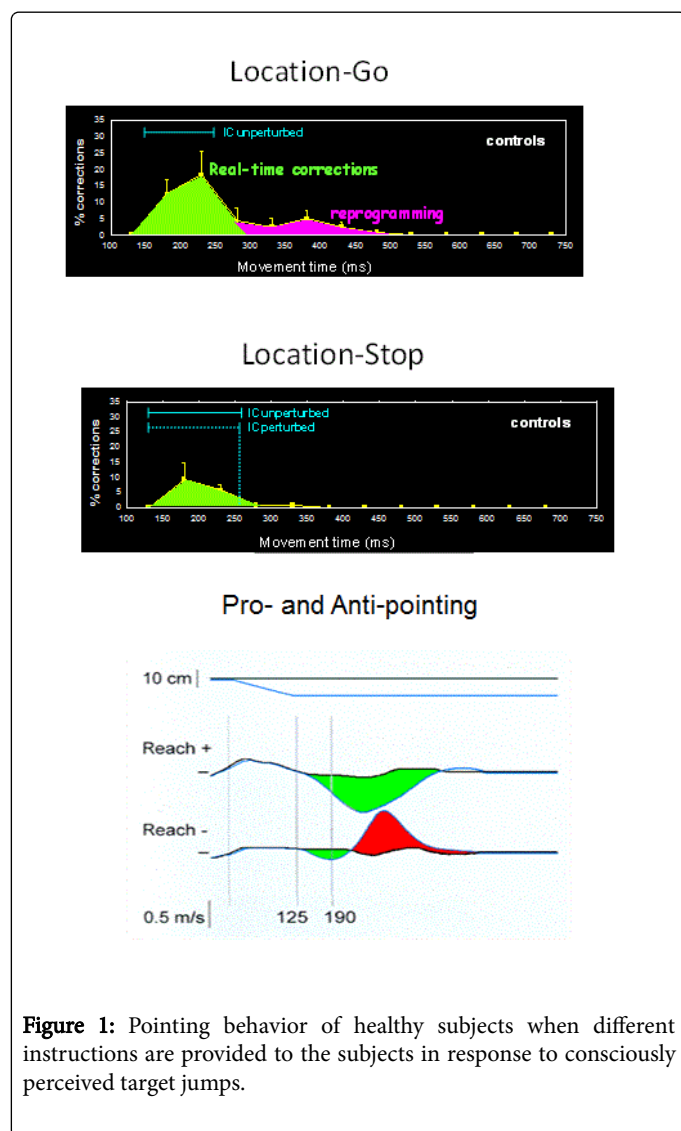 Location-Go
35
30
25
20
15
10
5
0
% corrections
IC unperturbed
controls
Real-time corrections
reprogramming
100 150 200 250 300 350 400 450 500 550 600 650 700 750
Movement time (ms)
Location-Stop
35
30
25
20
15
10
5
0
% corrections
IC unperturbed
IC perturbed
controls
100 150 200 250 300 350 400 450 500 550 600 650 700 750
Movement time (ms)
Pro- and Anti-pointing
10 cm
Reach +
Reach -
0.5 m/s
125 190
Figure 1: Pointing behavior of healthy subjects when different
instructions are provided to the subjects in response to consciously
perceived target jumps.